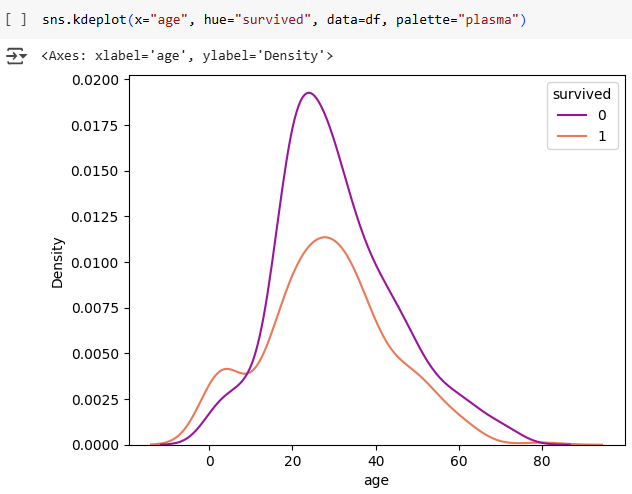 [ ] sns.kdeplot(x="age", hue="survived", data=df, palette="plasma")
<Axes: xlabel='age', ylabel='Density'>
0.0200
0.0175
0.0150
0.0125
0.0100
0.0075
0.0050
0.0025
0.0000
Density
survived
0
1
0 20 40 60 80
age